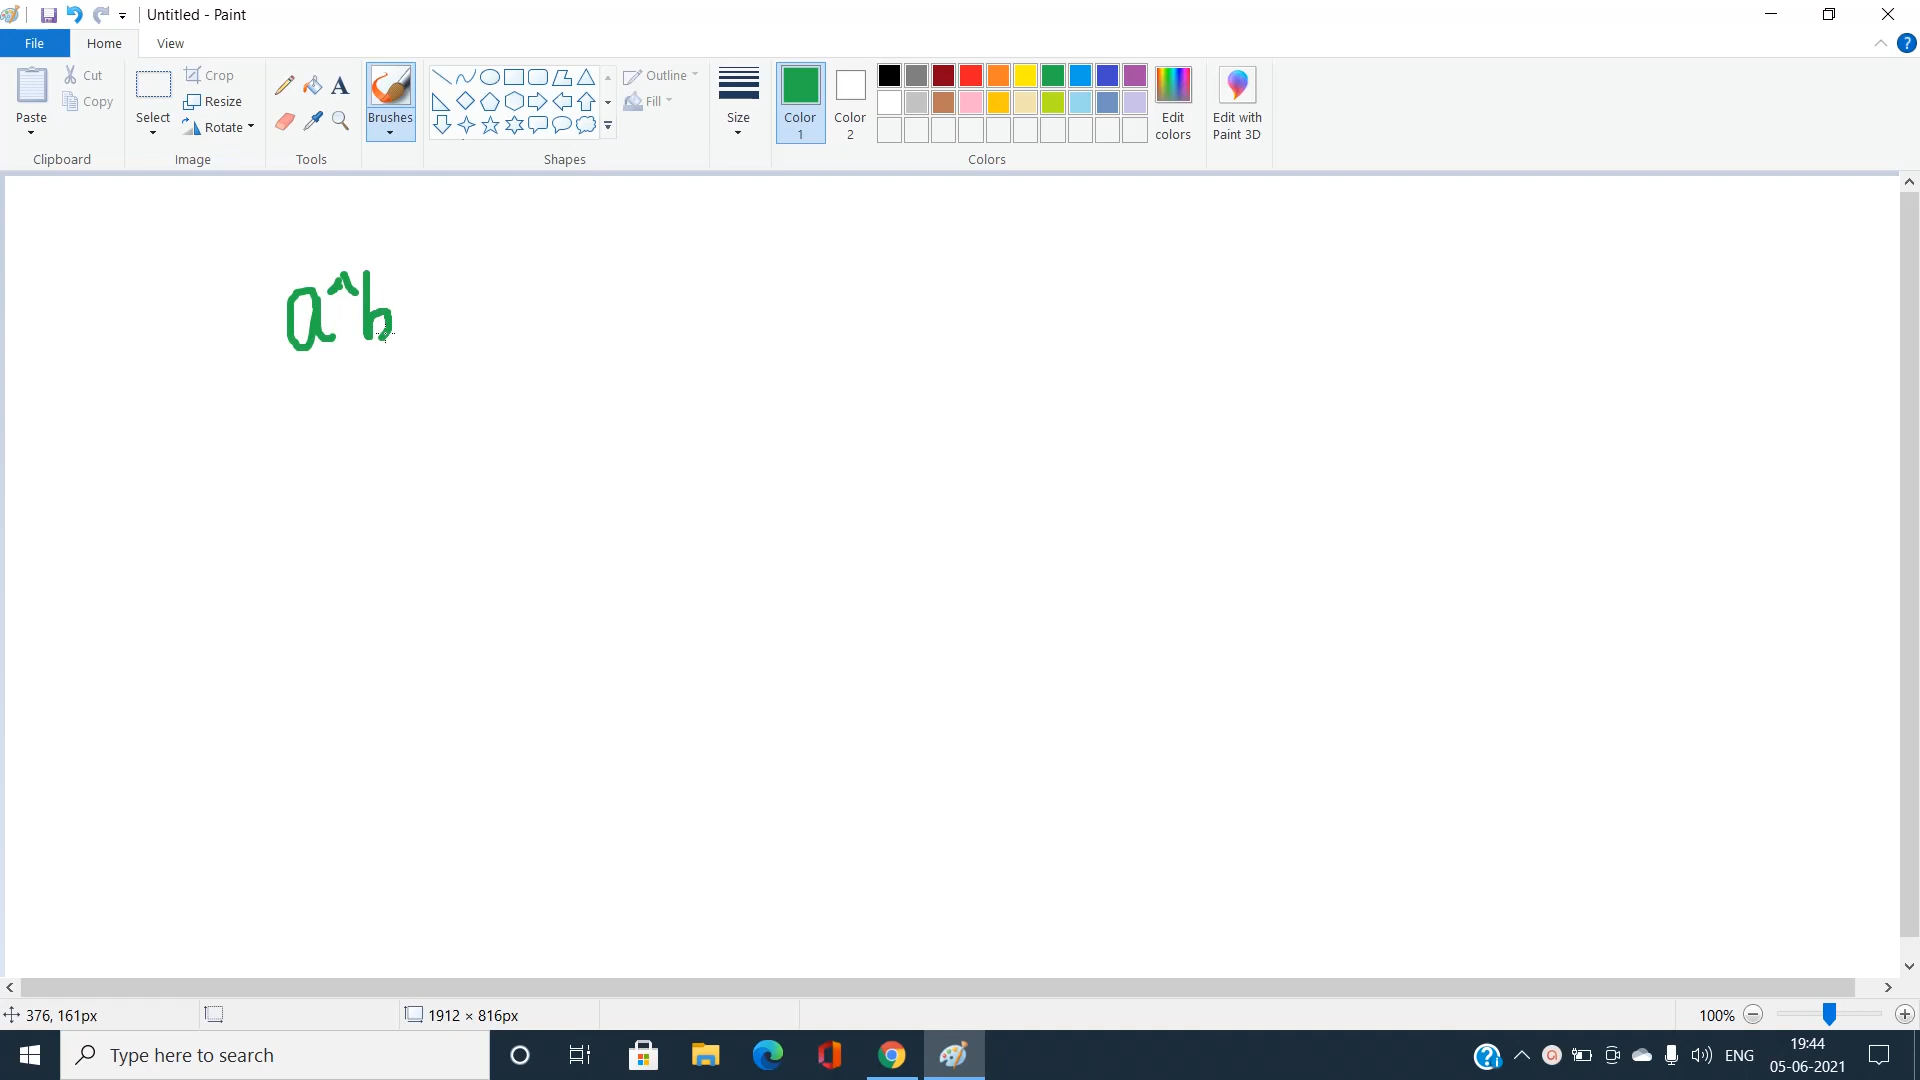 Untitled - Paint
File Home View
Paste
Cut
Copy
Clipboard
Select
Crop
Resize
Rotate
Image
A
Tools
Brushes
Shapes
Outline
Fill
Size
Color 1
Color 2
Edit colors
Colors
Edit with Paint 3D
a^b
376, 161px
1912 × 816px
100%
Type here to search
ENG
19:44
05-06-2021